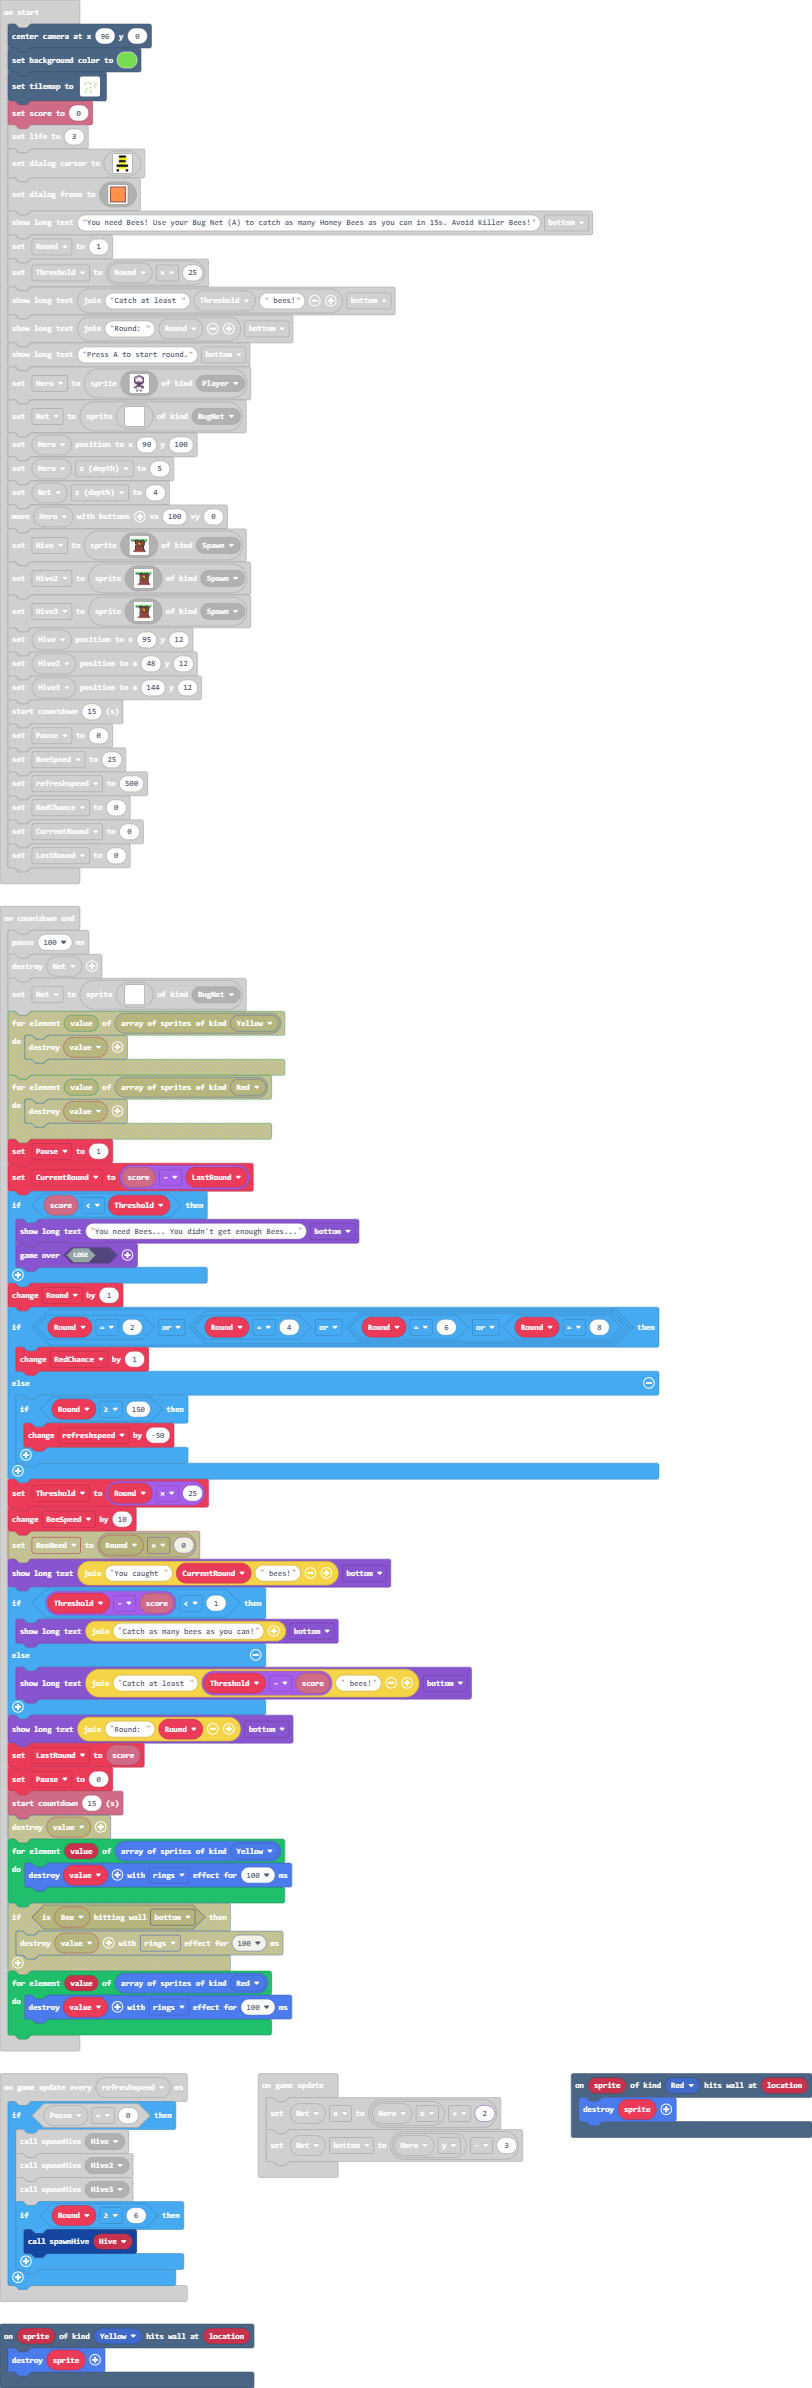 on start
center camera at x 96 y 0
set background color to
set tilemap to
set score to 0
set life to 3
set dialog cursor to
set dialog frame to
show long text "You need Bees! Use your Bug Net (A) to catch as many Honey Bees as you can in 15s. Avoid Killer Bees!" bottom
set Round to 1
set Threshold to Round × 25
show long text join "Catch at least " Threshold " bees!" bottom
show long text join "Round: " Round bottom
show long text "Press A to start round." bottom
set Hero to sprite of kind Player
set Net to sprite of kind BugNet
set Hero position to x 90 y 100
set Hero z (depth) to 5
set Net z (depth) to 4
move Hero with buttons vx 100 vy 0
set Hive to sprite of kind Spawn
set Hive2 to sprite of kind Spawn
set Hive3 to sprite of kind Spawn
set Hive position to x 95 y 12
set Hive2 position to x 48 y 12
set Hive3 position to x 144 y 12
start countdown 15 (s)
set Pause to 0
set BeeSpeed to 25
set refreshspeed to 500
set RedChance to 0
set CurrentRound to 0
set LastRound to 0
on countdown end
pause 100 ms
destroy Net
set Net to sprite of kind BugNet
for element value of array of sprites of kind Yellow
do destroy value
for element value of array of sprites of kind Red
do destroy value
set Pause to 1
set CurrentRound to score - LastRound
if score < Threshold then
show long text "You need Bees... You didn't get enough Bees..." bottom
game over LOSE
change Round by 1
if Round = 2 or Round = 4 or Round = 6 or Round = 8 then
change RedChance by 1
else
if Round ≥ 150 then
change refreshspeed by -50
set Threshold to Round × 25
change BeeSpeed by 10
set BeeNeed to Round × 0
show long text join "You caught " CurrentRound " bees!" bottom
if Threshold - score < 1 then
show long text join "Catch as many bees as you can!" bottom
else
show long text join "Catch at least " Threshold - score " bees!" bottom
show long text join "Round: " Round bottom
set LastRound to score
set Pause to 0
start countdown 15 (s)
destroy value
for element value of array of sprites of kind Yellow
do destroy value with rings effect for 100 ms
if is Bee hitting wall bottom then
destroy value with rings effect for 100 ms
for element value of array of sprites of kind Red
do destroy value with rings effect for 100 ms
on game update every refreshspeed ms
if Pause = 0 then
call spawnHive Hive
call spawnHive Hive2
call spawnHive Hive3
if Round ≥ 6 then
call spawnHive Hive
on game update
set Net x to Hero x + 2
set Net bottom to Hero y - 3
on sprite of kind Red hits wall at location
destroy sprite
on sprite of kind Yellow hits wall at location
destroy sprite